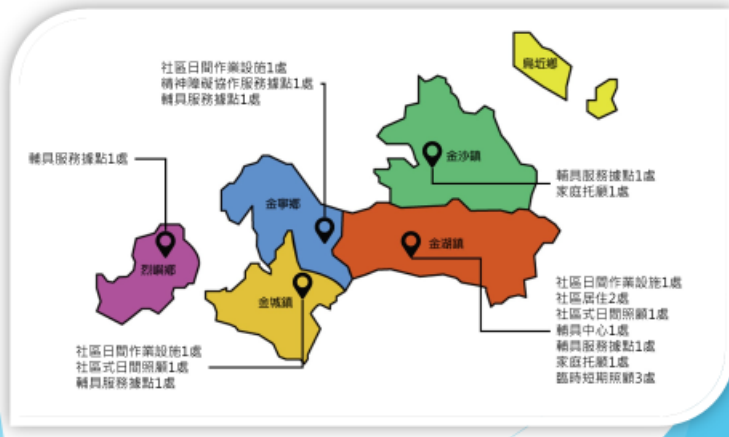 烏坵鄉
社區日間作業設施1處
精神障礙協作服務據點1處
輔具服務據點1處
金沙鎮
輔具服務據點1處
輔具服務據點1處
家庭托顧1處
金寧鄉
金湖鎮
烈嶼鄉
金城鎮
社區日間作業設施1處
社區居住2處
社區式日間照顧1處
輔具中心1處
輔具服務據點1處
家庭托顧1處
臨時短期照顧3處
社區日間作業設施1處
社區式日間照顧1處
輔具服務據點1處